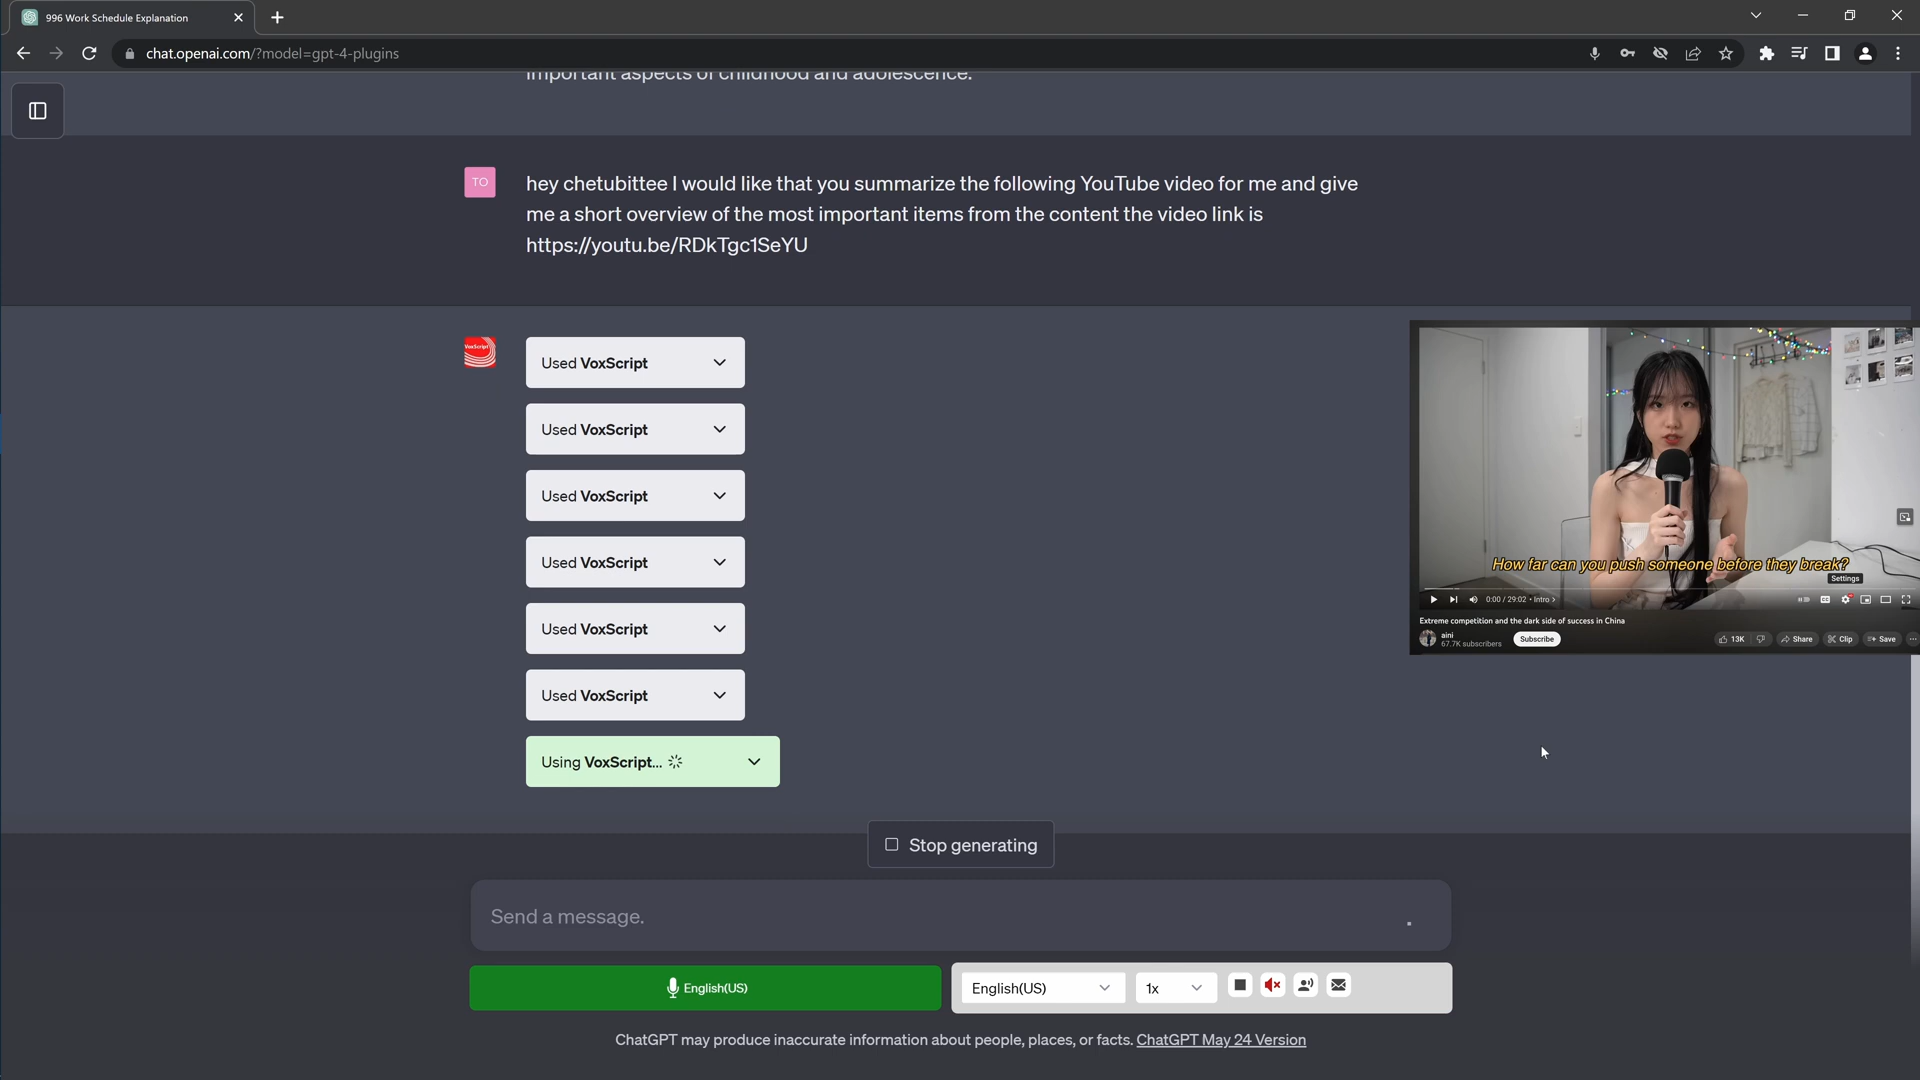 996 Work Schedule Explanation
chat.openai.com/?model=gpt-4-plugins
important aspects of childhood and adolescence.
TO
hey chetubittee I would like that you summarize the following YouTube video for me and give
me a short overview of the most important items from the content the video link is
https://youtu.be/RDkTgc1SeYU
VoxScript
Used VoxScript
Used VoxScript
Used VoxScript
Used VoxScript
Used VoxScript
Used VoxScript
Using VoxScript...
How far can you push someone before they break?
Settings
0:00 / 29:02 • Intro >
Extreme competition and the dark side of success in China
aini
67.7K subscribers
Subscribe
13K
Share
Clip
Save
Stop generating
Send a message.
English(US)
English(US)
1x
ChatGPT may produce inaccurate information about people, places, or facts. ChatGPT May 24 Version